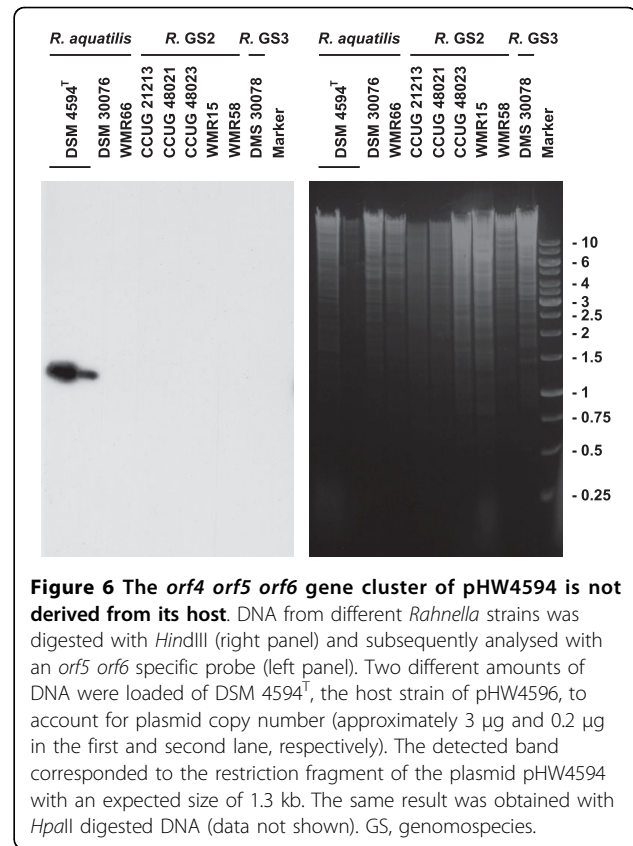 R. aquatilis R. GS2 R. GS3 R. aquatilis R. GS2 R. GS3
DSM 4594T
DSM 30076
WMR66
CCUG 21213
CCUG 48021
CCUG 48023
WMR15
WMR58
DMS 30078
Marker
DSM 4594T
DSM 30076
WMR66
CCUG 21213
CCUG 48021
CCUG 48023
WMR15
WMR58
DMS 30078
Marker
- 10
- 6
- 4
- 3
- 2.5
- 2
- 1.5
- 1
- 0.75
- 0.5
- 0.25
Figure 6 The orf4 orf5 orf6 gene cluster of pHW4594 is not
derived from its host. DNA from different Rahnella strains was
digested with HindIII (right panel) and subsequently analysed with
an orf5 orf6 specific probe (left panel). Two different amounts of
DNA were loaded of DSM 4594T, the host strain of pHW4596, to
account for plasmid copy number (approximately 3 μg and 0.2 μg
in the first and second lane, respectively). The detected band
corresponded to the restriction fragment of the plasmid pHW4594
with an expected size of 1.3 kb. The same result was obtained with
HpaII digested DNA (data not shown). GS, genomospecies.